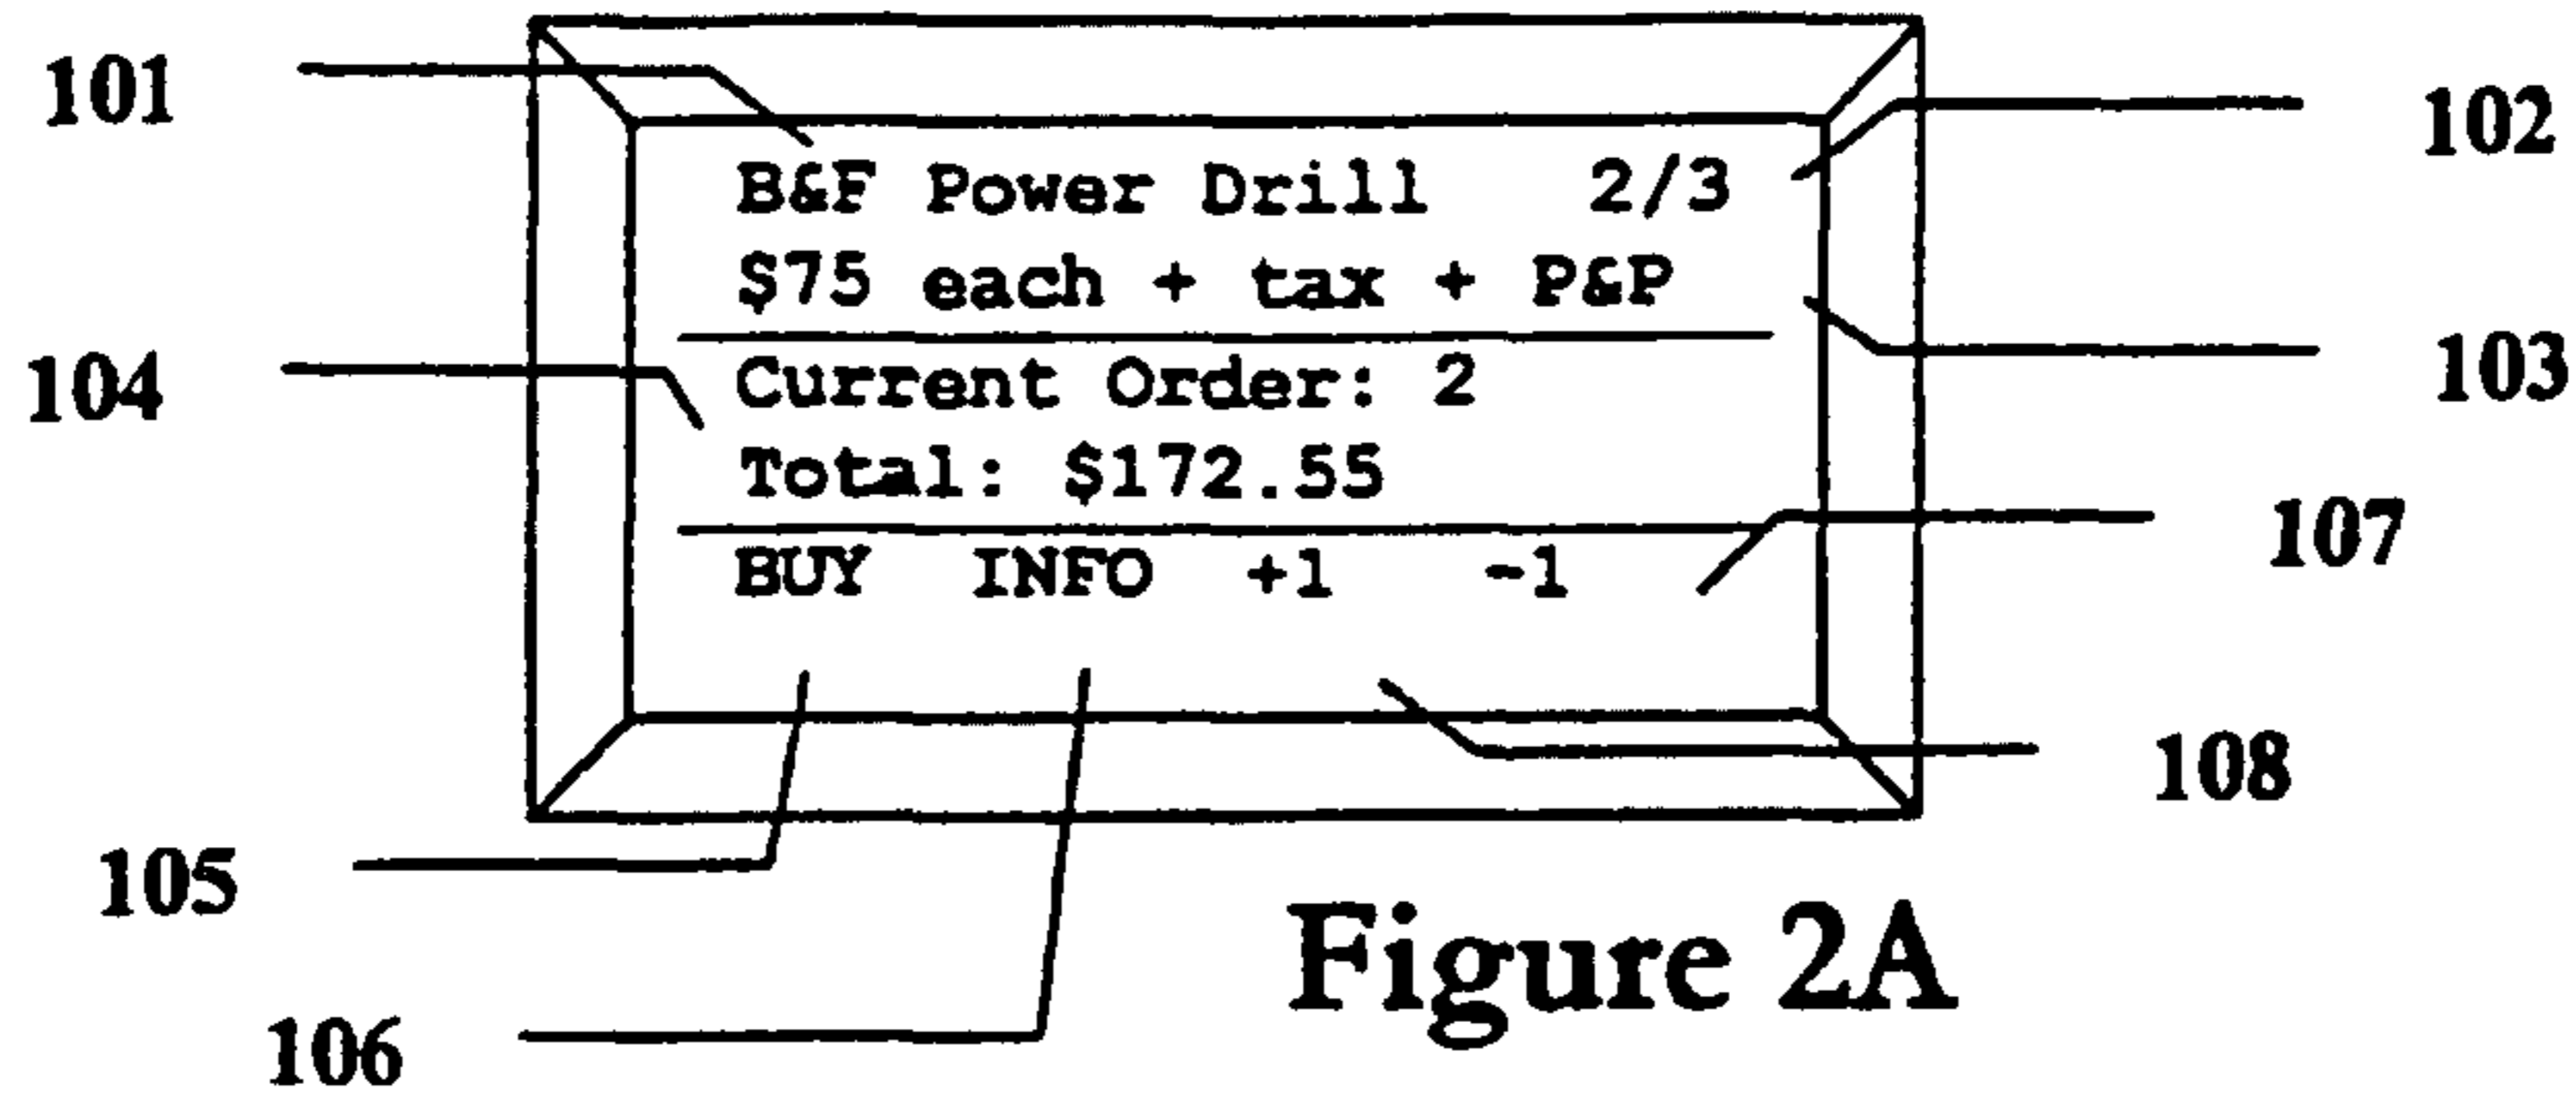 101
102
B&F Power Drill 2/3
$75 each + tax + P&P
103
104
Current Order: 2
Total: $172.55
107
BUY INFO +1 -1
108
105
106
Figure 2A